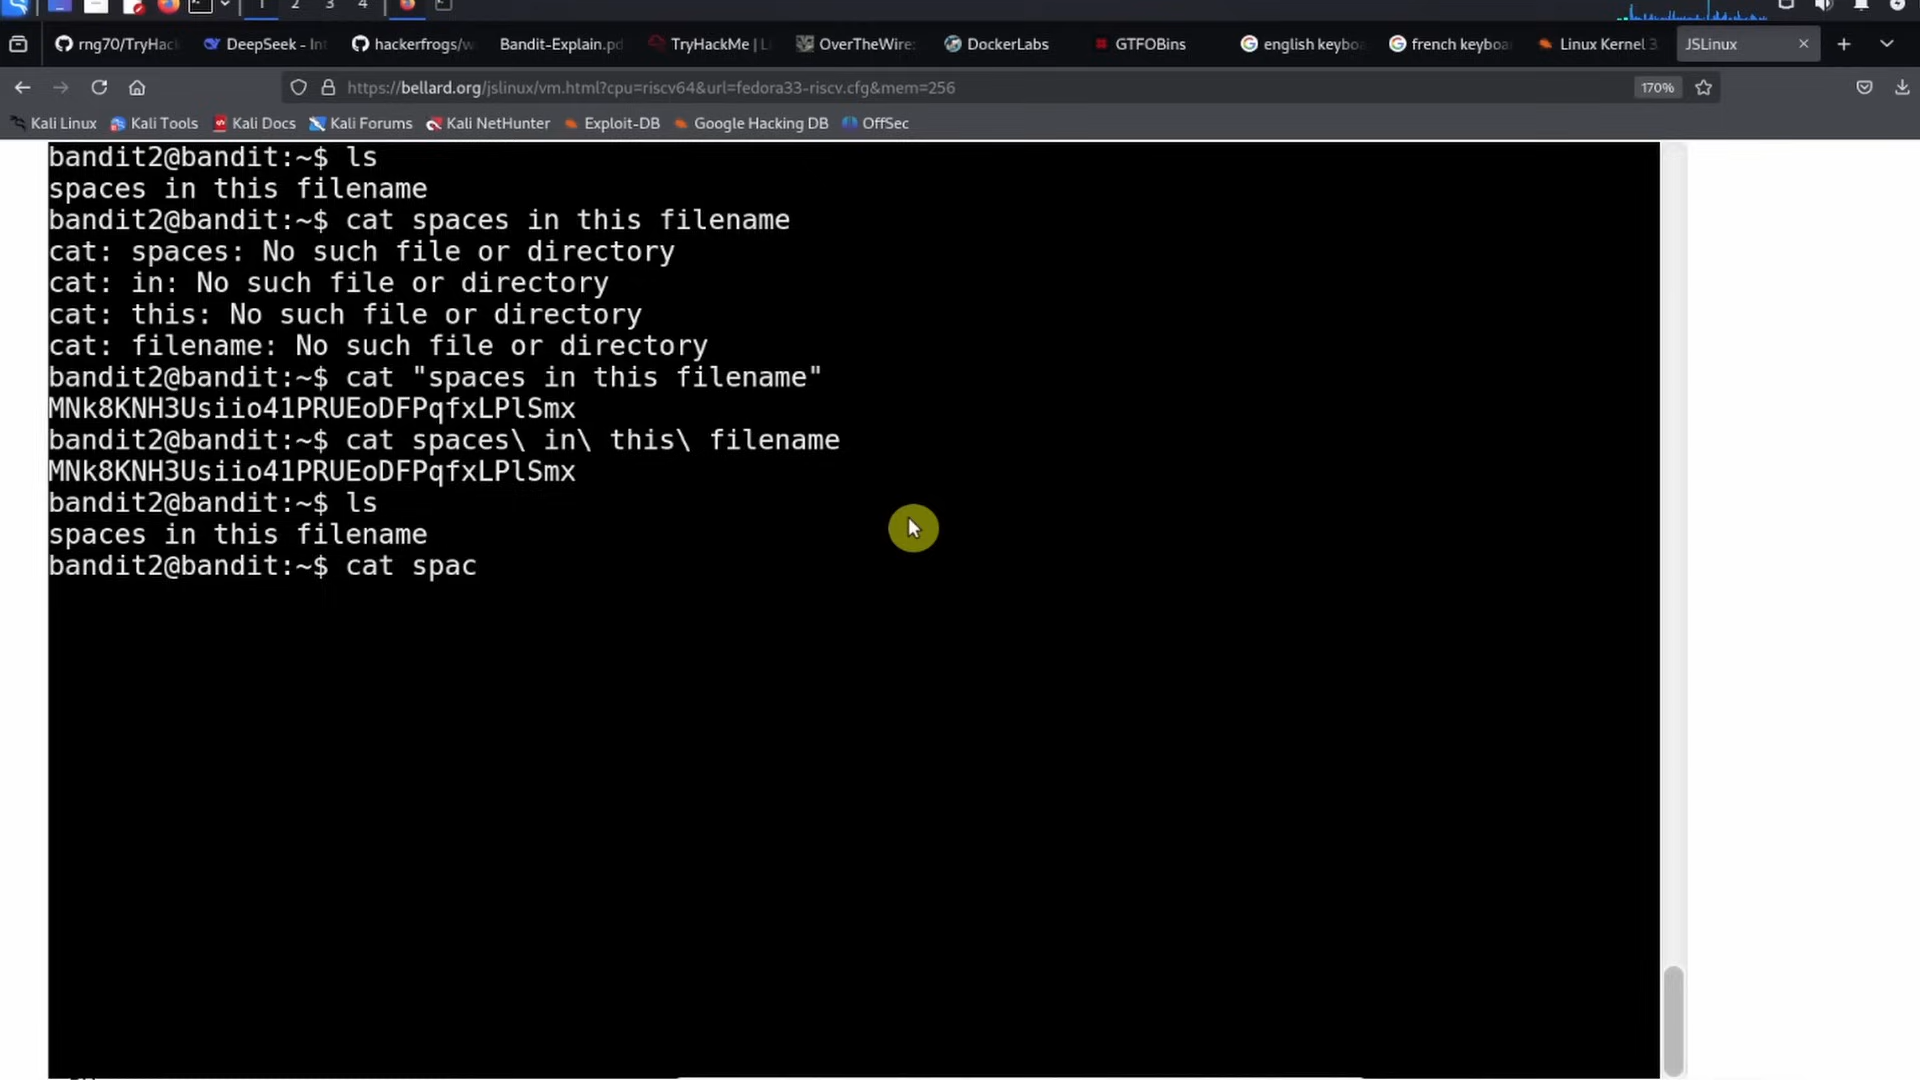 1 2 3 4
rng70/TryHack
DeepSeek - Int
hackerfrogs/w
Bandit-Explain.pd
TryHackMe | L
OverTheWire:
DockerLabs
GTFOBins
english keyboa
french keyboa
Linux Kernel 3.
JSLinux
https://bellard.org/jslinux/vm.html?cpu=riscv64&url=fedora33-riscv.cfg&mem=256
170%
Kali Linux
Kali Tools
Kali Docs
Kali Forums
Kali NetHunter
Exploit-DB
Google Hacking DB
OffSec
bandit2@bandit:~$ ls
spaces in this filename
bandit2@bandit:~$ cat spaces in this filename
cat: spaces: No such file or directory
cat: in: No such file or directory
cat: this: No such file or directory
cat: filename: No such file or directory
bandit2@bandit:~$ cat "spaces in this filename"
MNk8KNH3Usiio41PRUEoDFPqfxLPlSmx
bandit2@bandit:~$ cat spaces\ in\ this\ filename
MNk8KNH3Usiio41PRUEoDFPqfxLPlSmx
bandit2@bandit:~$ ls
spaces in this filename
bandit2@bandit:~$ cat spac